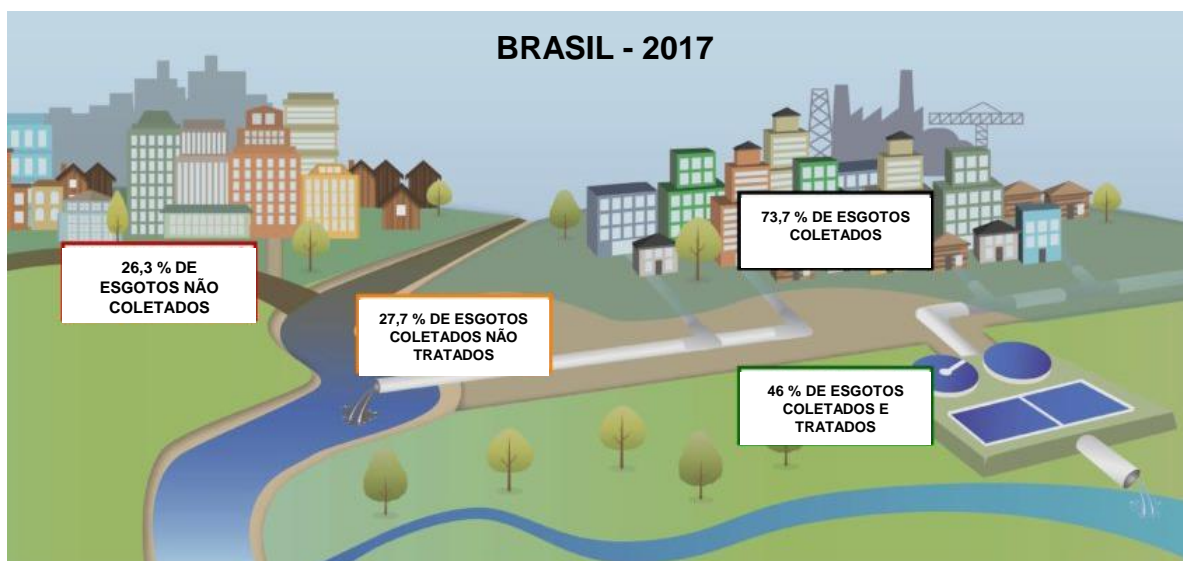 BRASIL - 2017
73,7 % DE ESGOTOS
COLETADOS
26,3 % DE
ESGOTOS NÃO
COLETADOS
27,7 % DE ESGOTOS
COLETADOS NÃO
TRATADOS
46 % DE ESGOTOS
COLETADOS E
TRATADOS